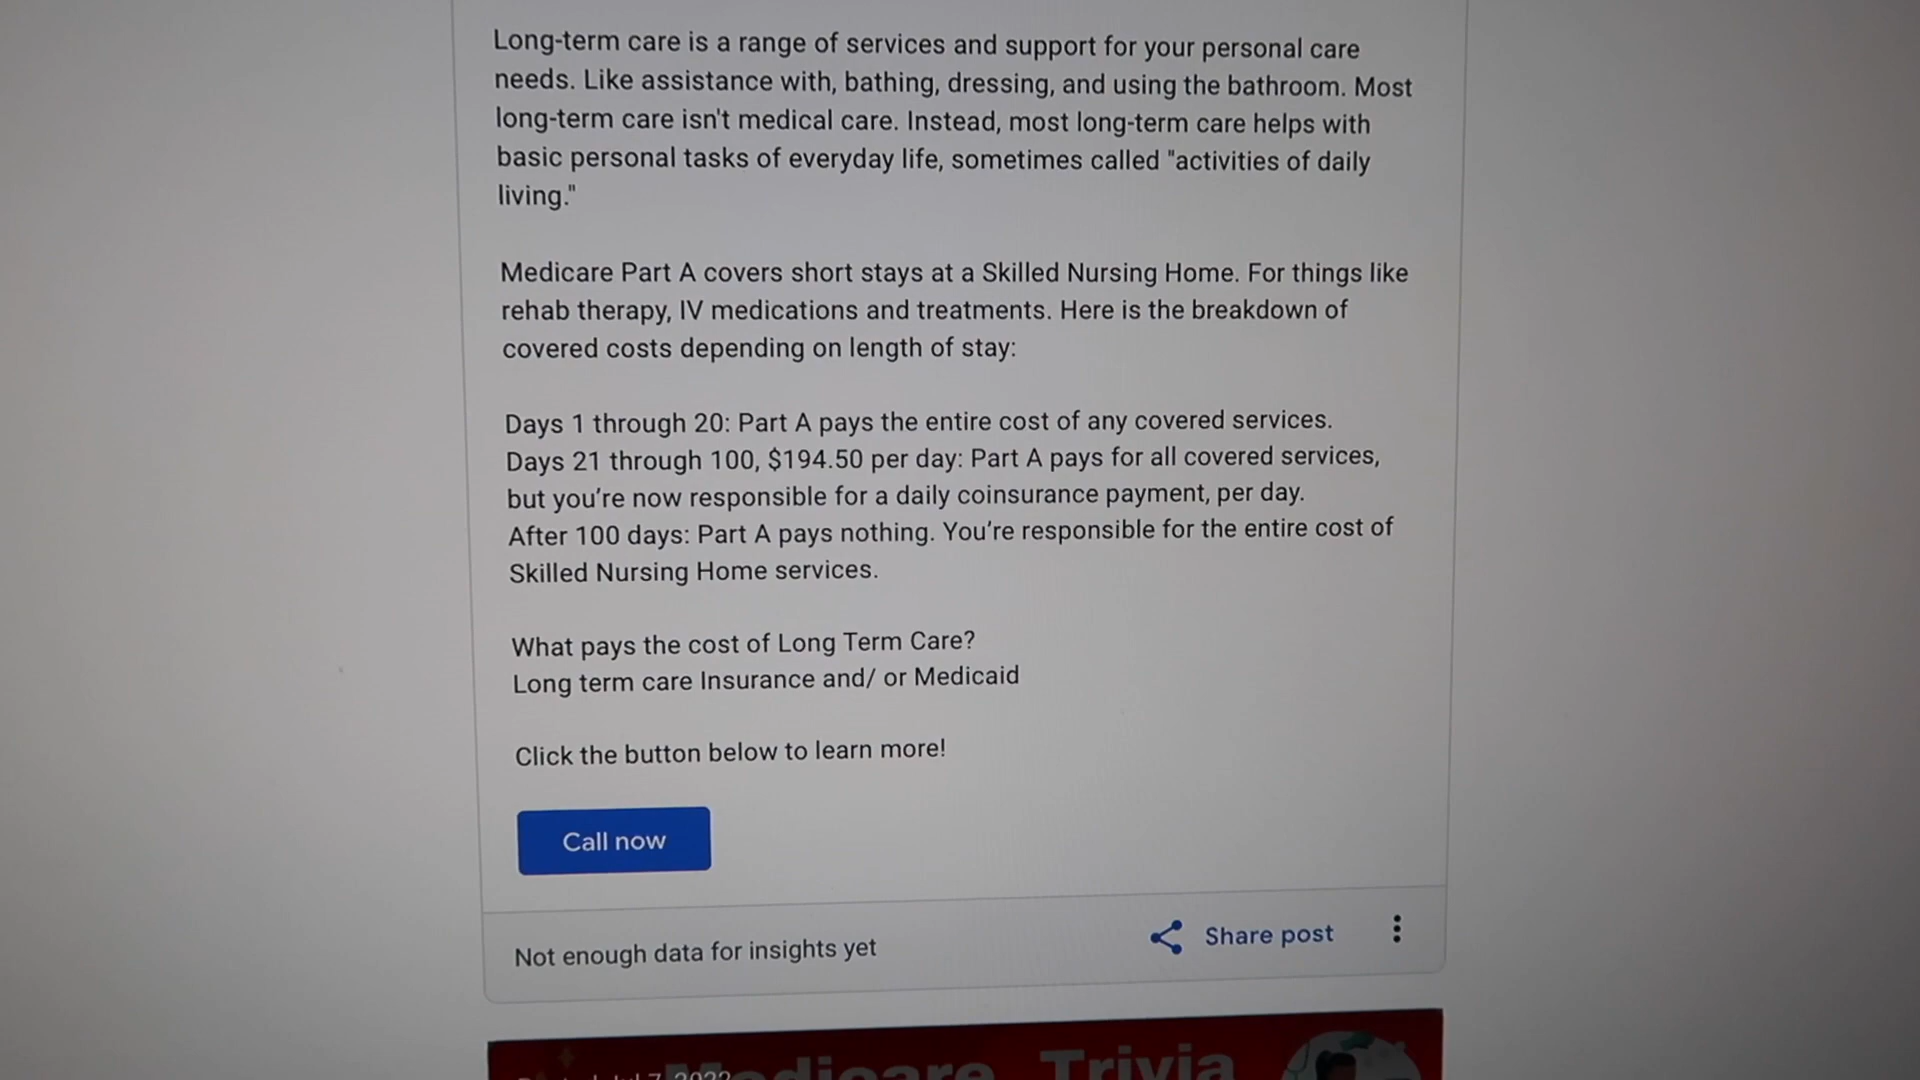 Long-term care is a range of services and support for your personal care
needs. Like assistance with, bathing, dressing, and using the bathroom. Most
long-term care isn't medical care. Instead, most long-term care helps with
basic personal tasks of everyday life, sometimes called "activities of daily
living."
Medicare Part A covers short stays at a Skilled Nursing Home. For things like
rehab therapy, IV medications and treatments. Here is the breakdown of
covered costs depending on length of stay:
Days 1 through 20: Part A pays the entire cost of any covered services.
Days 21 through 100, $194.50 per day: Part A pays for all covered services,
but you’re now responsible for a daily coinsurance payment, per day.
After 100 days: Part A pays nothing. You’re responsible for the entire cost of
Skilled Nursing Home services.
What pays the cost of Long Term Care?
Long term care Insurance and/ or Medicaid
Click the button below to learn more!
Call now
Not enough data for insights yet
Share post
Medicare Trivia
7, 2022